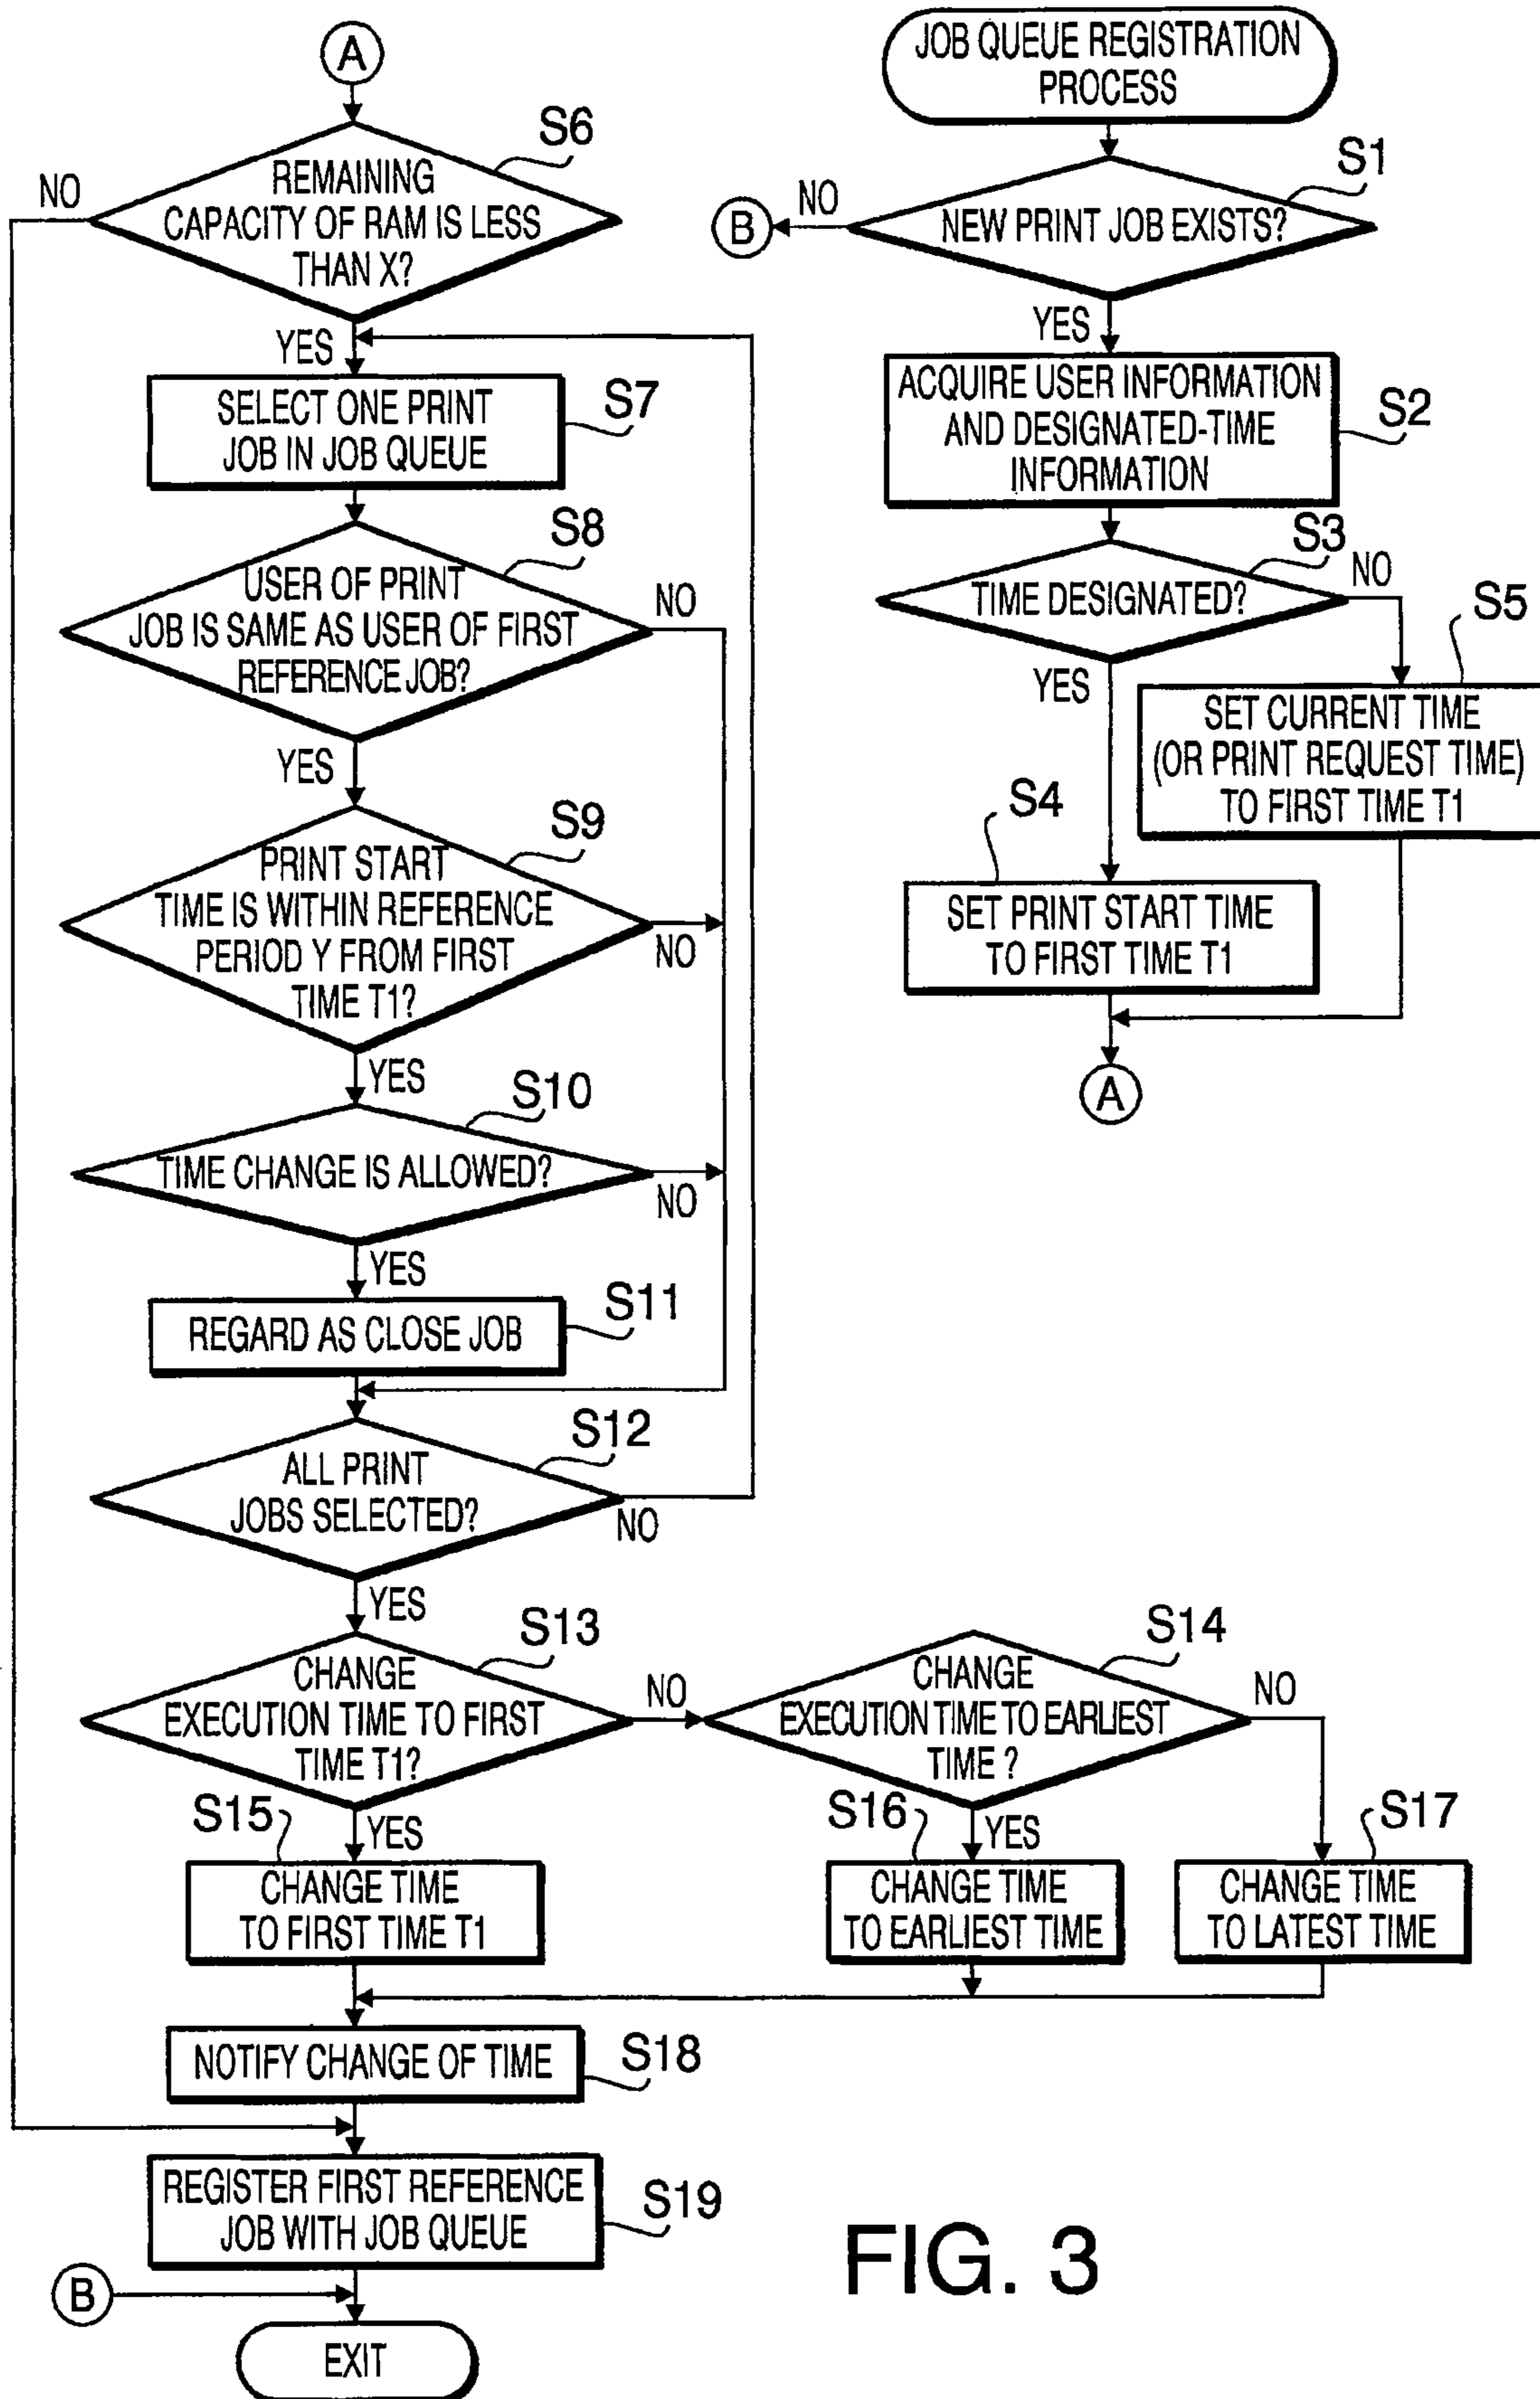 JOB QUEUE REGISTRATION
PROCESS
S1
NEW PRINT JOB EXISTS?
NO
B
YES
ACQUIRE USER INFORMATION
AND DESIGNATED-TIME
INFORMATION
S2
S3
TIME DESIGNATED?
NO
YES
S5
SET CURRENT TIME
(OR PRINT REQUEST TIME)
TO FIRST TIME T1
S4
SET PRINT START TIME
TO FIRST TIME T1
A
A
S6
REMAINING
CAPACITY OF RAM IS LESS
THAN X?
NO
YES
SELECT ONE PRINT
JOB IN JOB QUEUE
S7
S8
USER OF PRINT
JOB IS SAME AS USER OF FIRST
REFERENCE JOB?
NO
YES
S9
PRINT START
TIME IS WITHIN REFERENCE
PERIOD Y FROM FIRST
TIME T1?
NO
YES
S10
TIME CHANGE IS ALLOWED?
NO
YES
S11
REGARD AS CLOSE JOB
S12
ALL PRINT
JOBS SELECTED?
NO
YES
S13
CHANGE
EXECUTION TIME TO FIRST
TIME T1?
NO
YES
S14
CHANGE
EXECUTION TIME TO EARLIEST
TIME ?
NO
YES
S15
CHANGE TIME
TO FIRST TIME T1
S16
CHANGE TIME
TO EARLIEST TIME
S17
CHANGE TIME
TO LATEST TIME
NOTIFY CHANGE OF TIME
S18
REGISTER FIRST REFERENCE
JOB WITH JOB QUEUE
S19
B
EXIT
FIG. 3